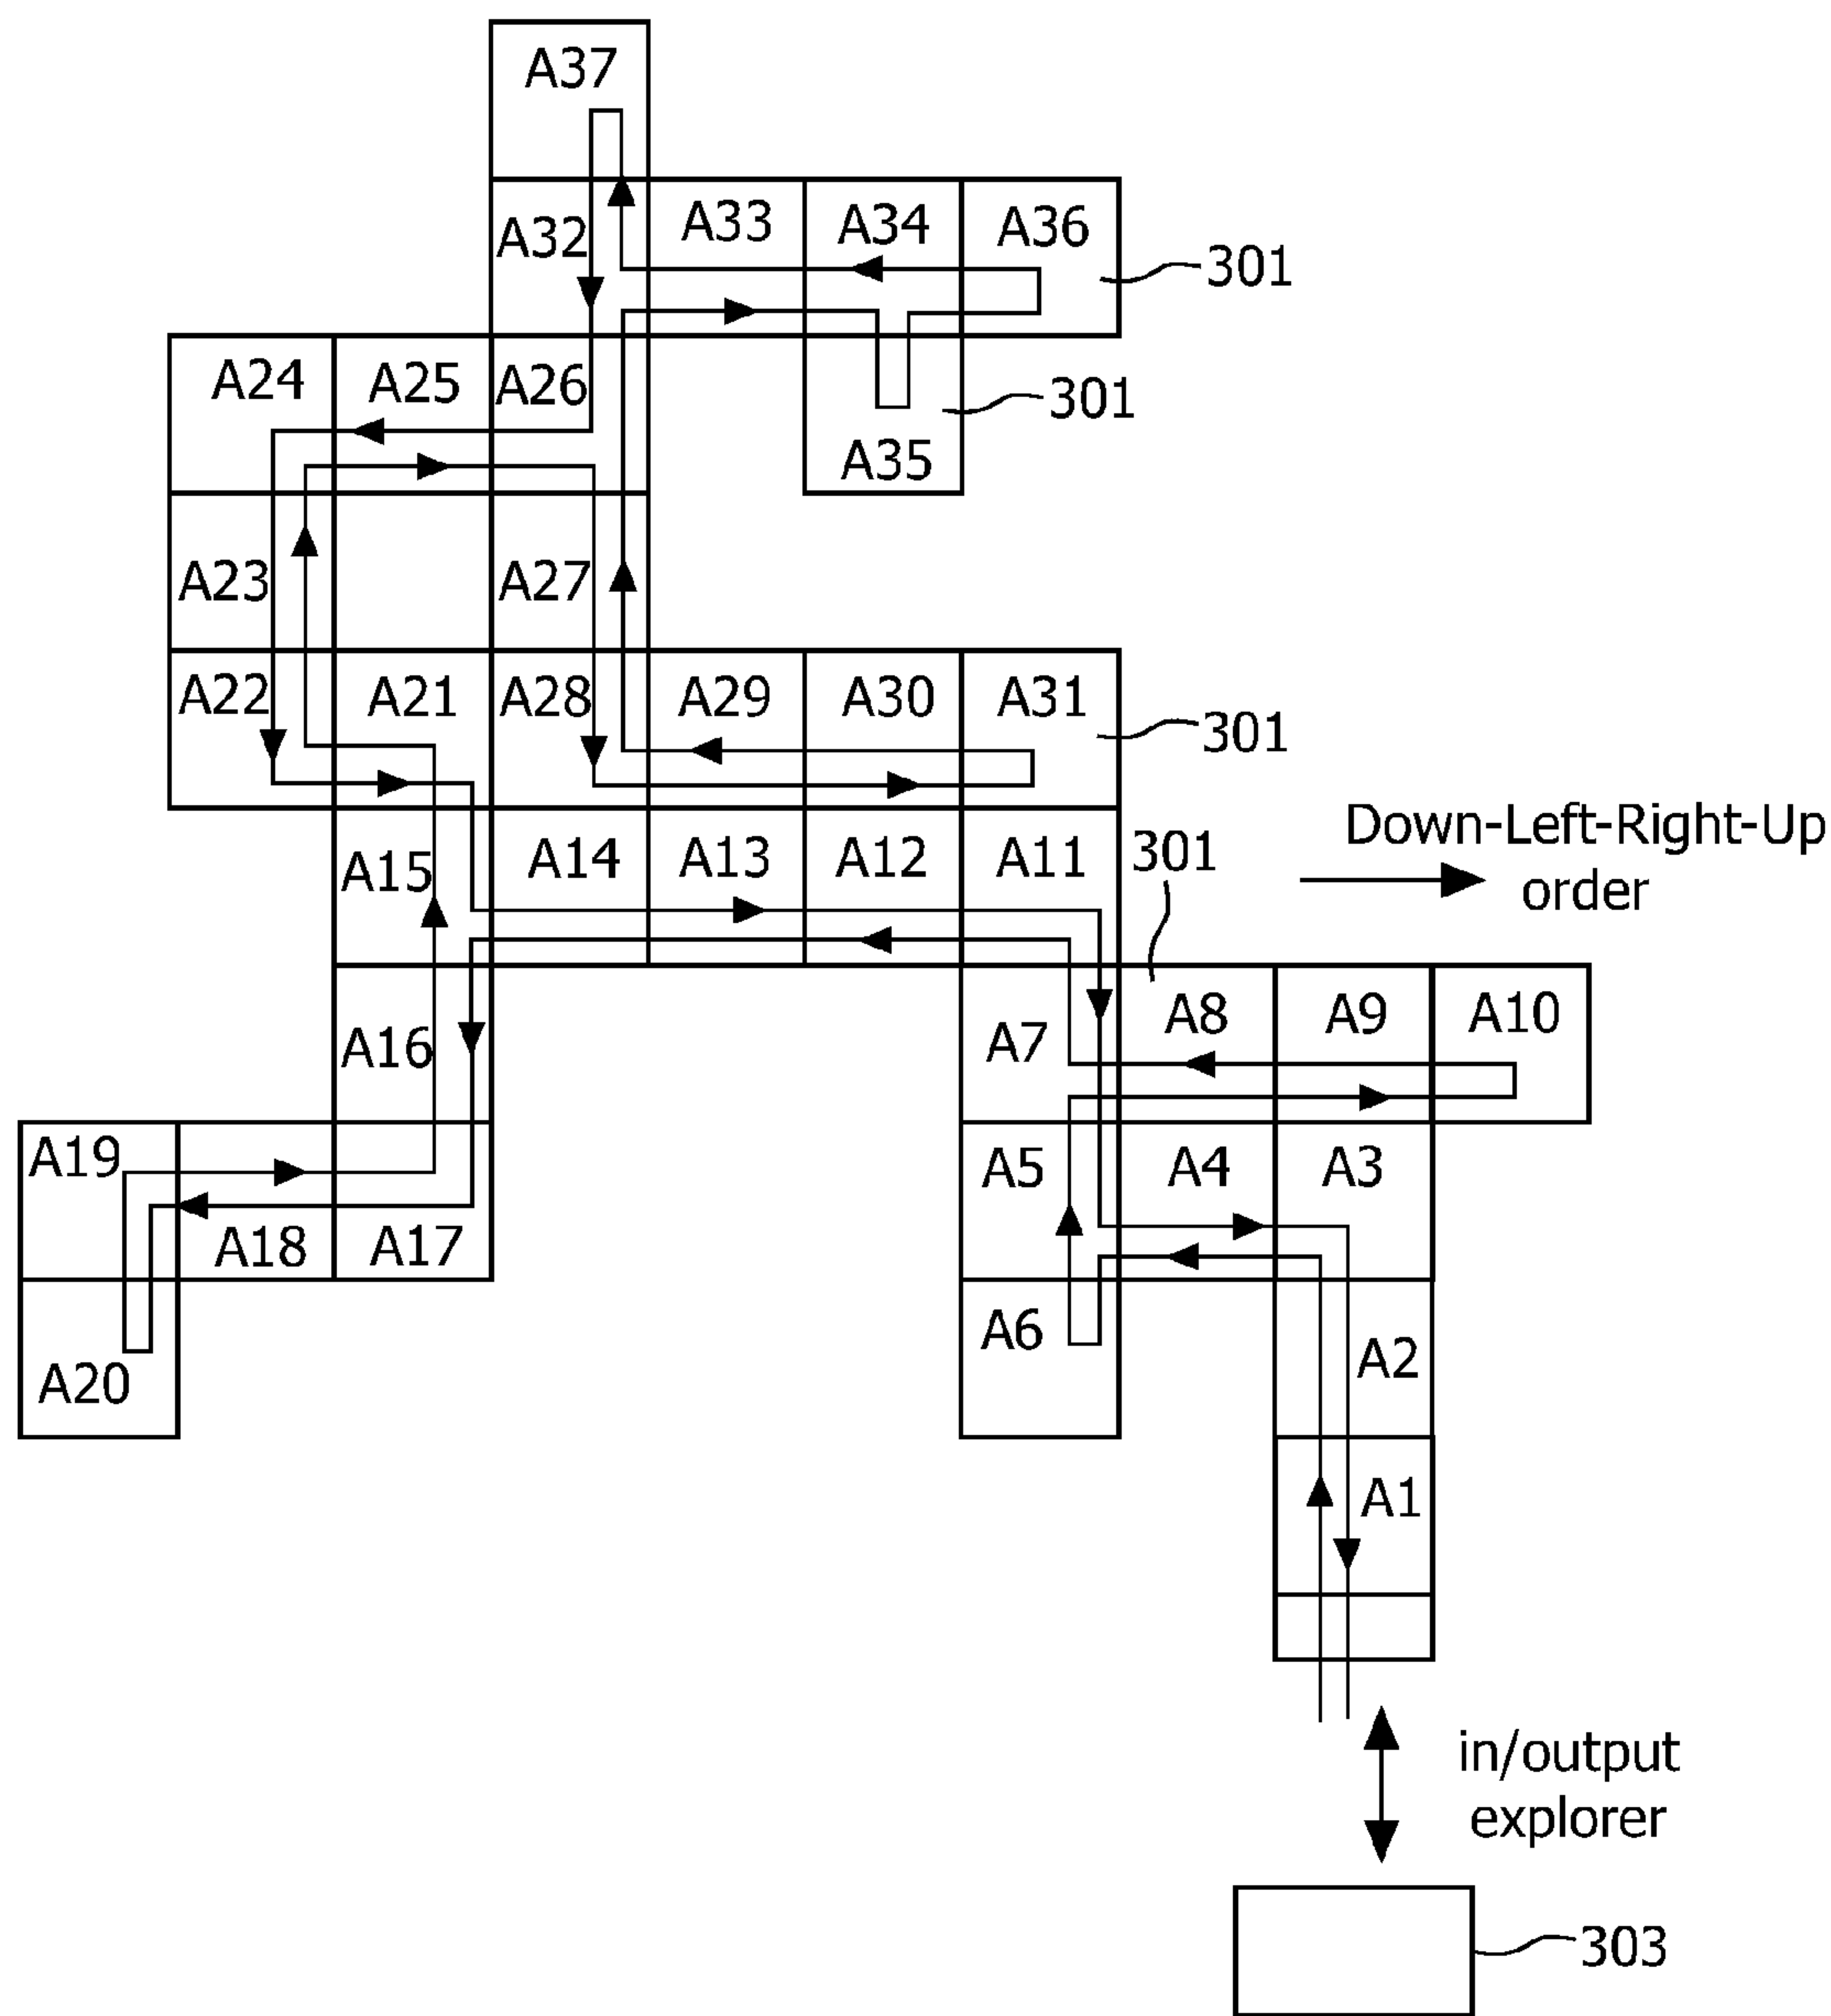 A37
A32
A33
A34
A36
301
A24
A25
A26
301
A35
A23
A27
A22
A21
A28
A29
A30
A31
301
Down-Left-Right-Up
order
A15
A14
A13
A12
A11
301
A16
A7
A8
A9
A10
A19
A18
A17
A5
A4
A3
A20
A6
A2
A1
in/output
explorer
303